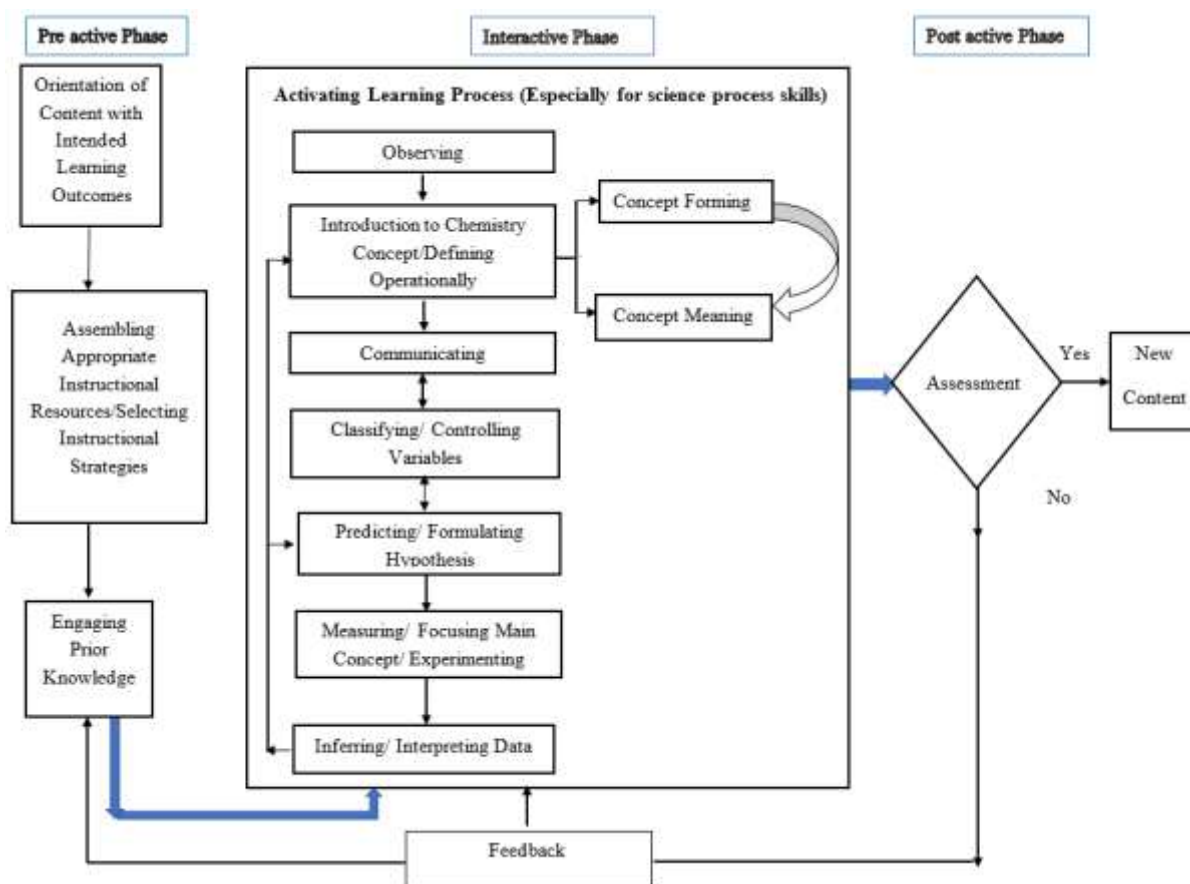 Pre active Phase
Interactive Phase
Post active Phase
Orientation of
Content with
Intended
Learning
Outcomes
Assembling
Appropriate
Instructional
Resources/Selecting
Instructional
Strategies
Engaging
Prior
Knowledge
Activating Learning Process (Especially for science process skills)
Observing
Introduction to Chemistry
Concept/Defining
Operationally
Concept Forming
Concept Meaning
Communicating
Classifying/ Controlling
Variables
Predicting/ Formulating
Hypothesis
Measuring/ Focusing Main
Concept/ Experimenting
Inferring/ Interpreting Data
Assessment
Yes
New
Content
No
Feedback